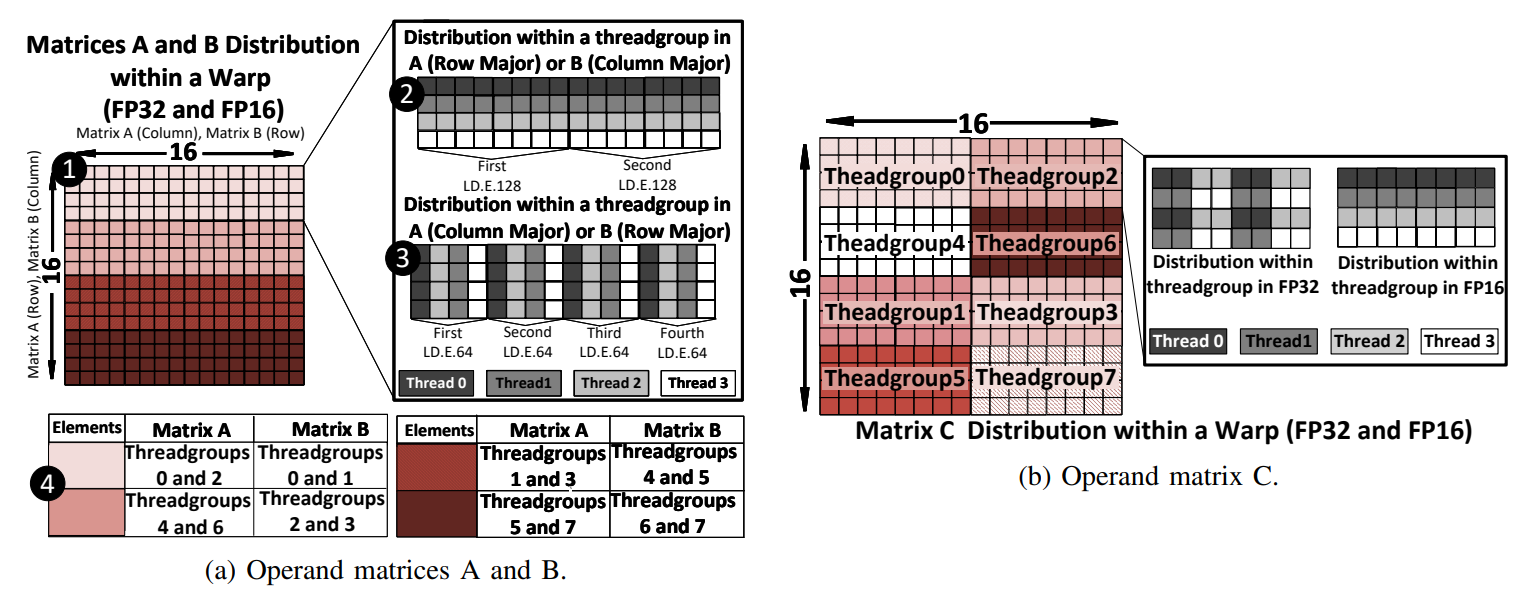 Matrices A and B Distribution
within a Warp
(FP32 and FP16)
Matrix A (Column), Matrix B (Row)
16
1
Matrix A (Row), Matrix B (Column)
16
Distribution within a threadgroup in
A (Row Major) or B (Column Major)
2
First
LD.E.128
Second
LD.E.128
Distribution within a threadgroup in
A (Column Major) or B (Row Major)
3
First
LD.E.64
Second
LD.E.64
Third
LD.E.64
Fourth
LD.E.64
Thread 0
Thread1
Thread 2
Thread 3
4
Elements
Matrix A
Matrix B
Threadgroups
0 and 2
Threadgroups
0 and 1
Threadgroups
4 and 6
Threadgroups
2 and 3
Elements
Matrix A
Matrix B
Threadgroups
1 and 3
Threadgroups
4 and 5
Threadgroups
5 and 7
Threadgroups
6 and 7
(a) Operand matrices A and B.
16
16
Theadgroup0
Theadgroup2
Theadgroup4
Theadgroup6
Theadgroup1
Theadgroup3
Theadgroup5
Theadgroup7
Distribution within
threadgroup in FP32
Distribution within
threadgroup in FP16
Thread 0
Thread1
Thread 2
Thread 3
Matrix C Distribution within a Warp (FP32 and FP16)
(b) Operand matrix C.